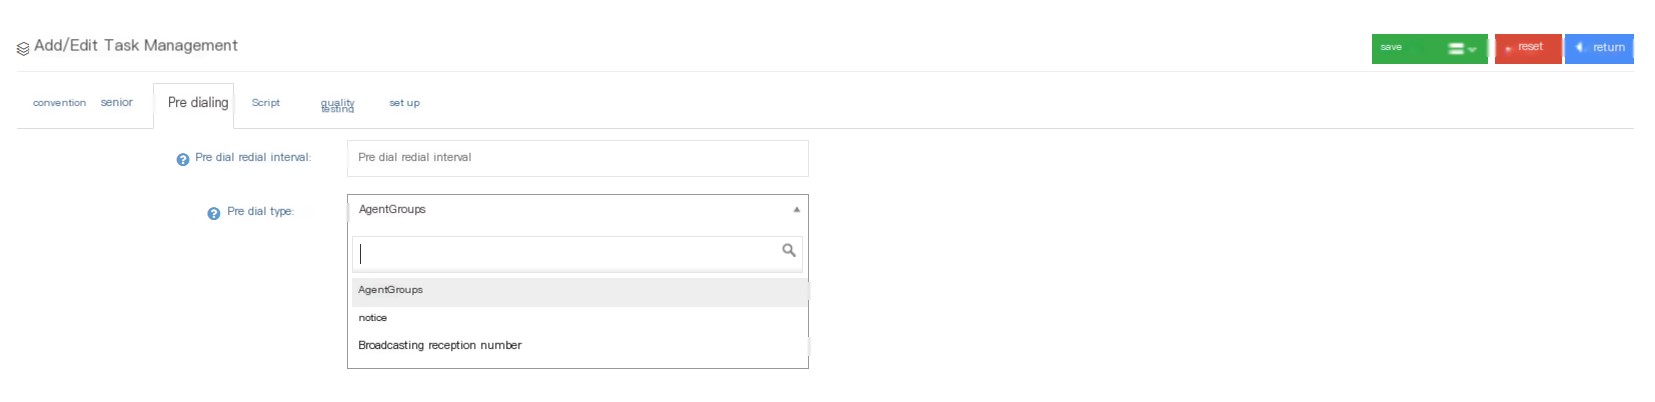 Add/Edit Task Management
save
reset
return
convention
senior
Pre dialing
Script
quality
testing
set up
Pre dial redial interval:
Pre dial redial interval
Pre dial type:
AgentGroups
AgentGroups
notice
Broadcasting reception number